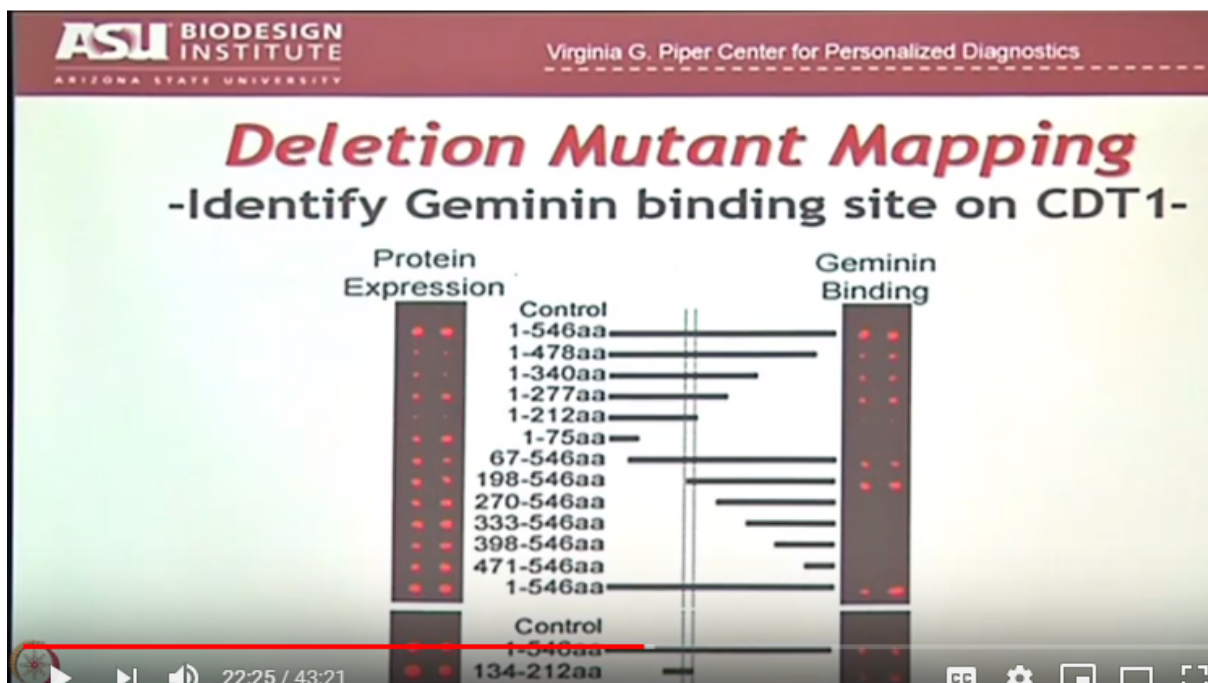 ASU BIODESIGN INSTITUTE
ARIZONA STATE UNIVERSITY
Virginia G. Piper Center for Personalized Diagnostics
Deletion Mutant Mapping
-Identify Geminin binding site on CDT1-
Protein Expression
Geminin Binding
Control
1-546aa
1-478aa
1-340aa
1-277aa
1-212aa
1-75aa
67-546aa
198-546aa
270-546aa
333-546aa
398-546aa
471-546aa
1-546aa
Control
1-546aa
134-212aa
22:25 / 43:21
CC